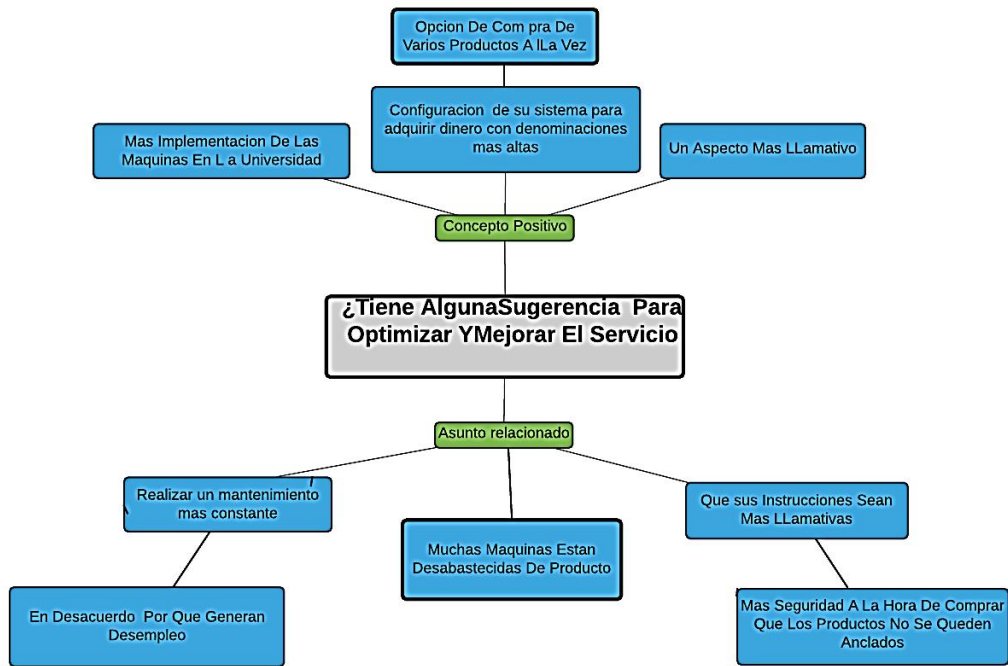 Opcion De Com pra De
Varios Productos A lLa Vez
Configuracion de su sistema para
adquirir dinero con denominaciones
mas altas
Mas Implementacion De Las
Maquinas En L a Universidad
Un Aspecto Mas LLamativo
Concepto Positivo
¿Tiene AlgunaSugerencia Para
Optimizar YMejorar El Servicio
Asunto relacionado
Realizar un mantenimiento
mas constante
Que sus Instrucciones Sean
Mas LLamativas
Muchas Maquinas Estan
Desabastecidas De Producto
En Desacuerdo Por Que Generan
Desempleo
Mas Seguridad A La Hora De Comprar
Que Los Productos No Se Queden
Anclados